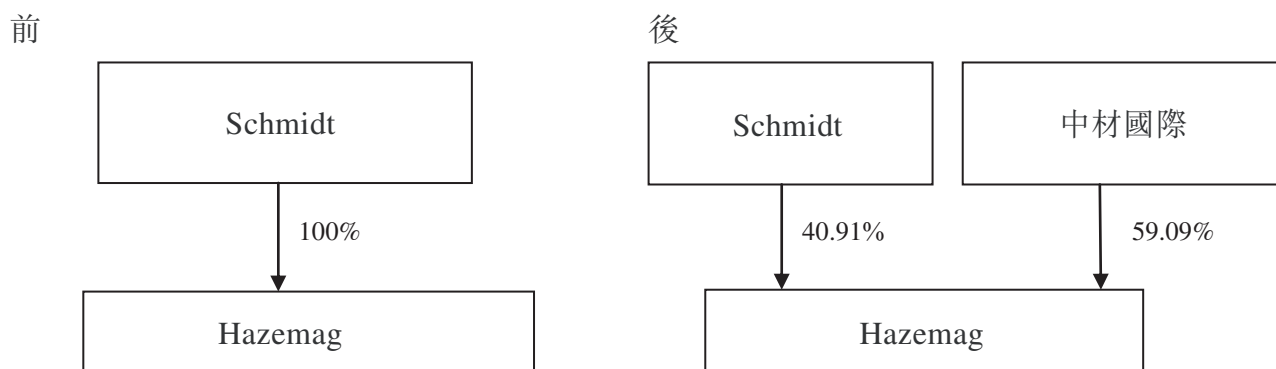 前
Schmidt
100%
Hazemag
後
Schmidt
中材國際
40.91%
59.09%
Hazemag